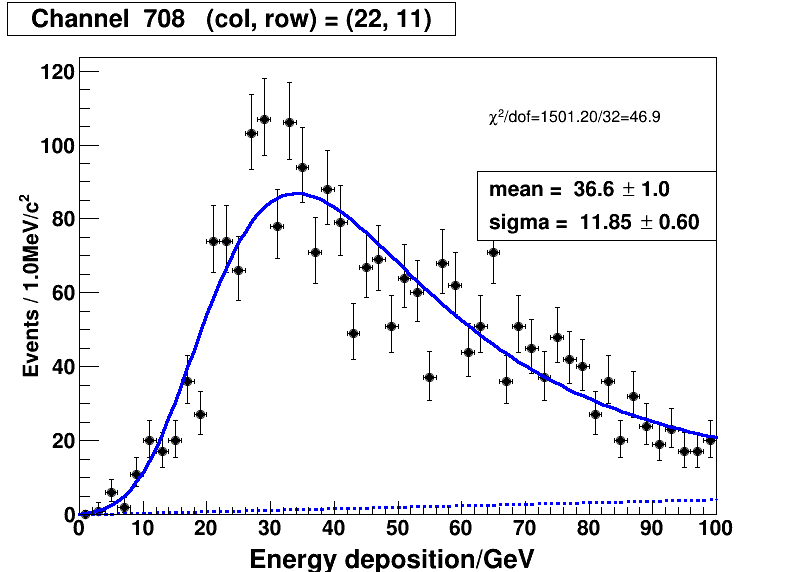 Channel 708 (col, row) = (22, 11)
χ²/dof=1501.20/32=46.9
mean = 36.6 ± 1.0
sigma = 11.85 ± 0.60
Events / 1.0MeV/c²
120
100
80
60
40
20
0
0 10 20 30 40 50 60 70 80 90 100
Energy deposition/GeV